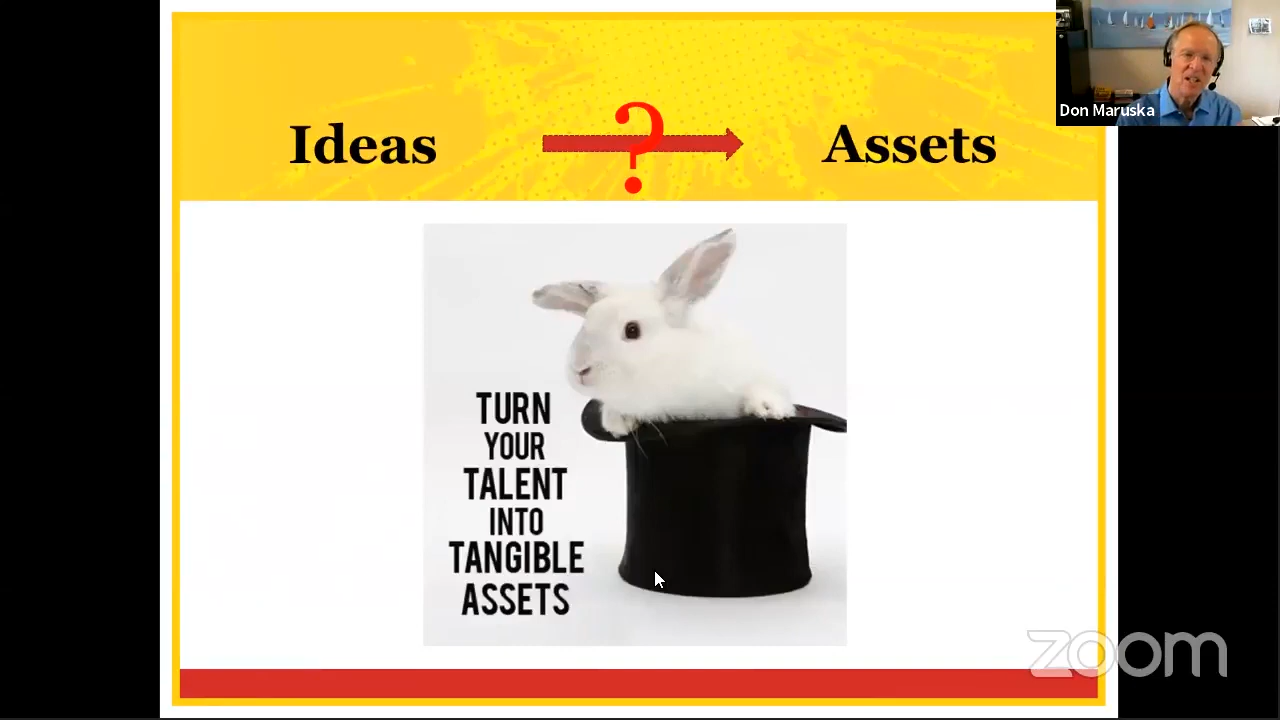 Ideas ? Assets
Don Maruska
TURN
YOUR
TALENT
INTO
TANGIBLE
ASSETS
zoom